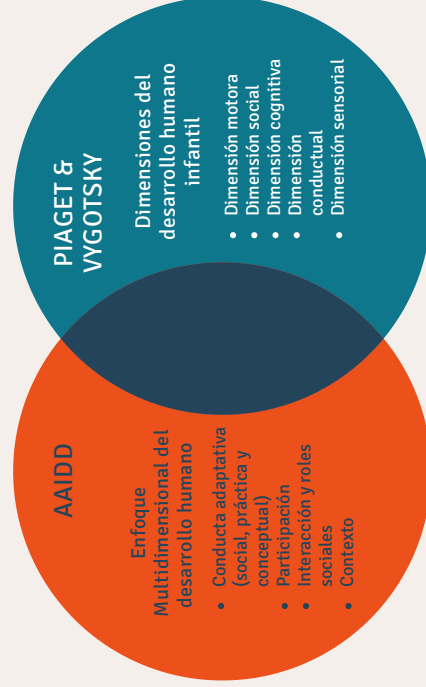 AAIDD
Enfoque
Multidimensional del
desarrollo humano
• Conducta adaptativa
(social, práctica y
conceptual)
• Participación
• Interacción y roles
sociales
• Contexto
PIAGET &
VYGOTSKY
Dimensiones del
desarrollo humano
infantil
• Dimensión motora
• Dimensión social
• Dimensión cognitiva
• Dimensión
conductual
• Dimensión sensorial